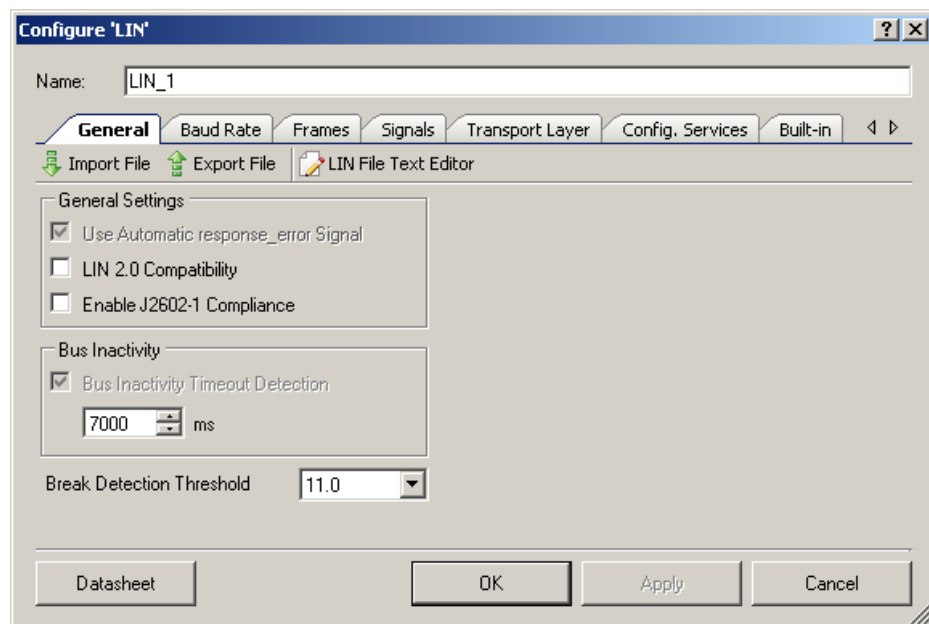 Configure 'LIN'
Name: LIN_1
General Baud Rate Frames Signals Transport Layer Config. Services Built-in
Import File Export File LIN File Text Editor
General Settings
Use Automatic response_error Signal
LIN 2.0 Compatibility
Enable J2602-1 Compliance
Bus Inactivity
Bus Inactivity Timeout Detection
7000 ms
Break Detection Threshold 11.0
Datasheet OK Apply Cancel